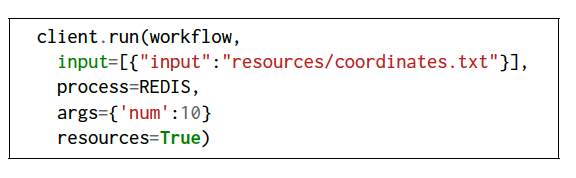 client.run(workflow,
input=[{"input":"resources/coordinates.txt"}],
process=REDIS,
args={'num':10}
resources=True)